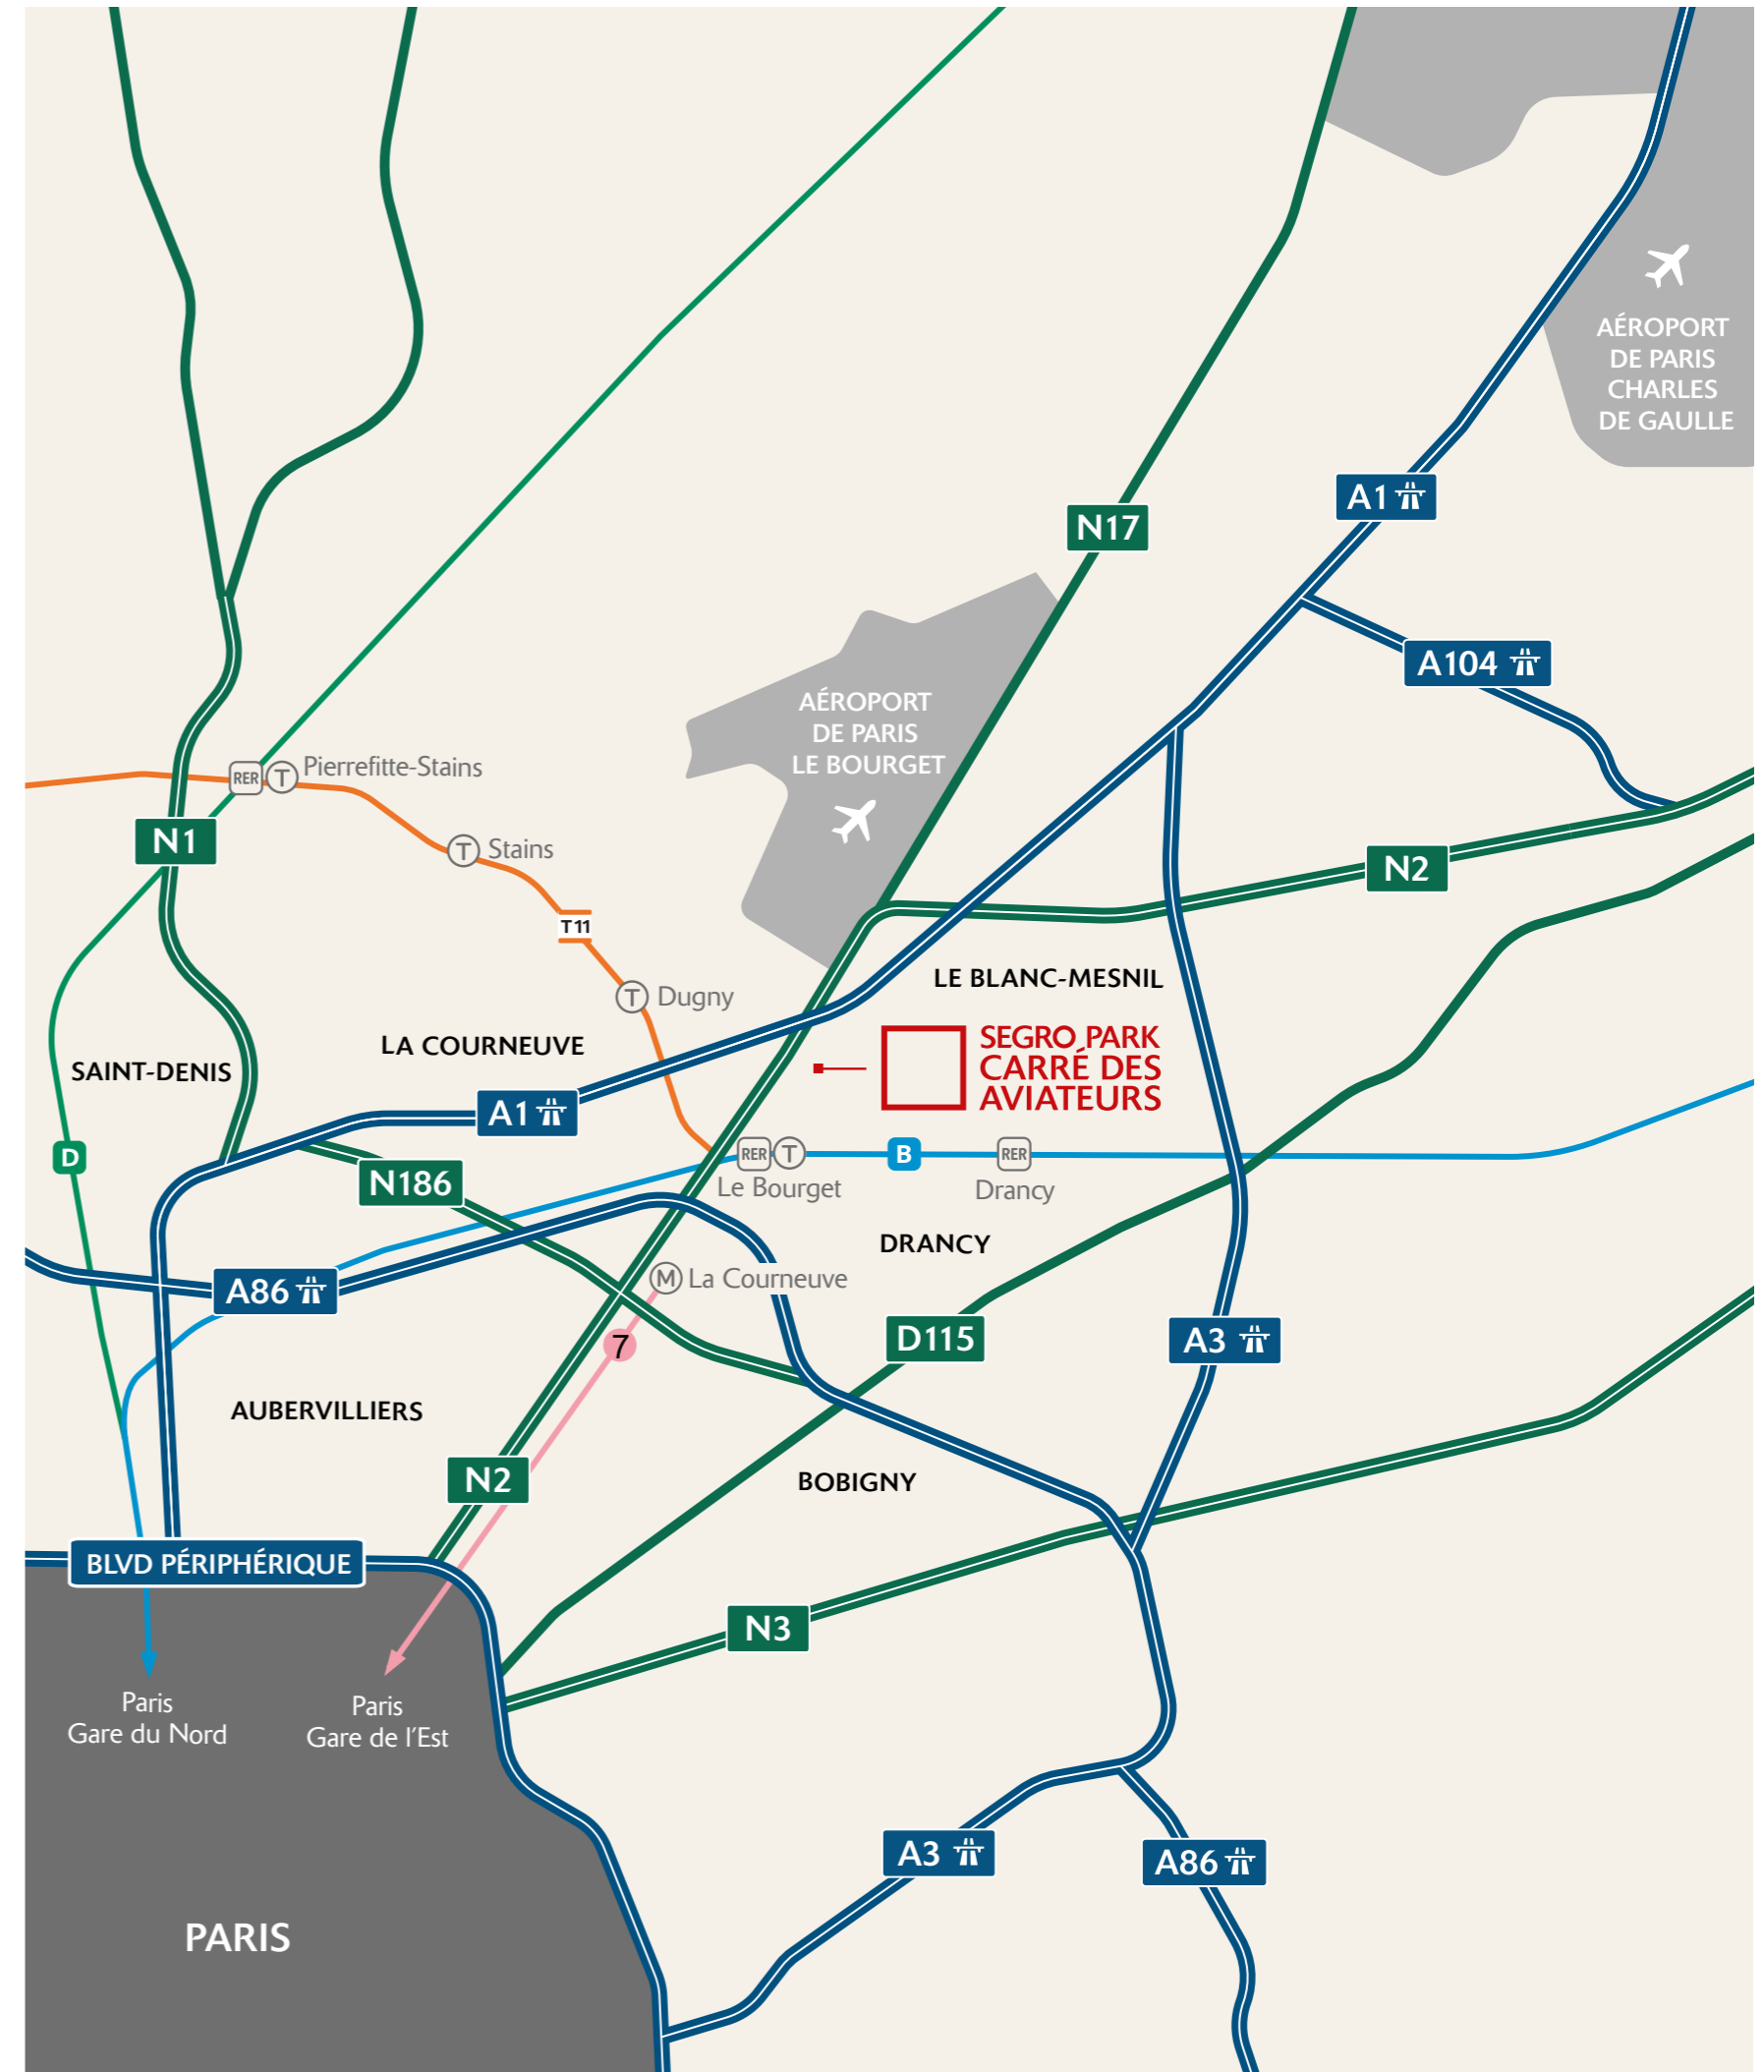 AÉROPORT
DE PARIS
CHARLES
DE GAULLE
A1
N17
A104
AÉROPORT
DE PARIS
LE BOURGET
RER T Pierrefitte-Stains
N1
T Stains
N2
T11
LE BLANC-MESNIL
T Dugny
LA COURNEUVE
SEGRO PARK
CARRÉ DES
AVIATEURS
SAINT-DENIS
A1
D
N186
RER T
Le Bourget
B
RER
Drancy
DRANCY
A86
M La Courneuve
7
D115
A3
AUBERVILLIERS
N2
BOBIGNY
BLVD PÉRIPHÉRIQUE
N3
Paris
Gare du Nord
Paris
Gare de l'Est
A3
A86
PARIS